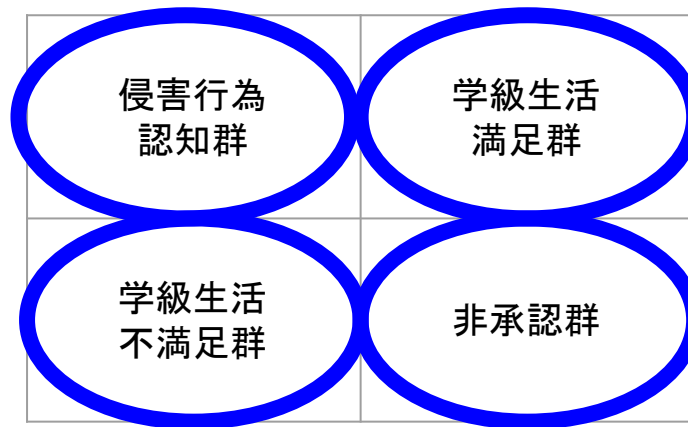 侵害行為
認知群
学級生活
満足群
学級生活
不満足群
非承認群